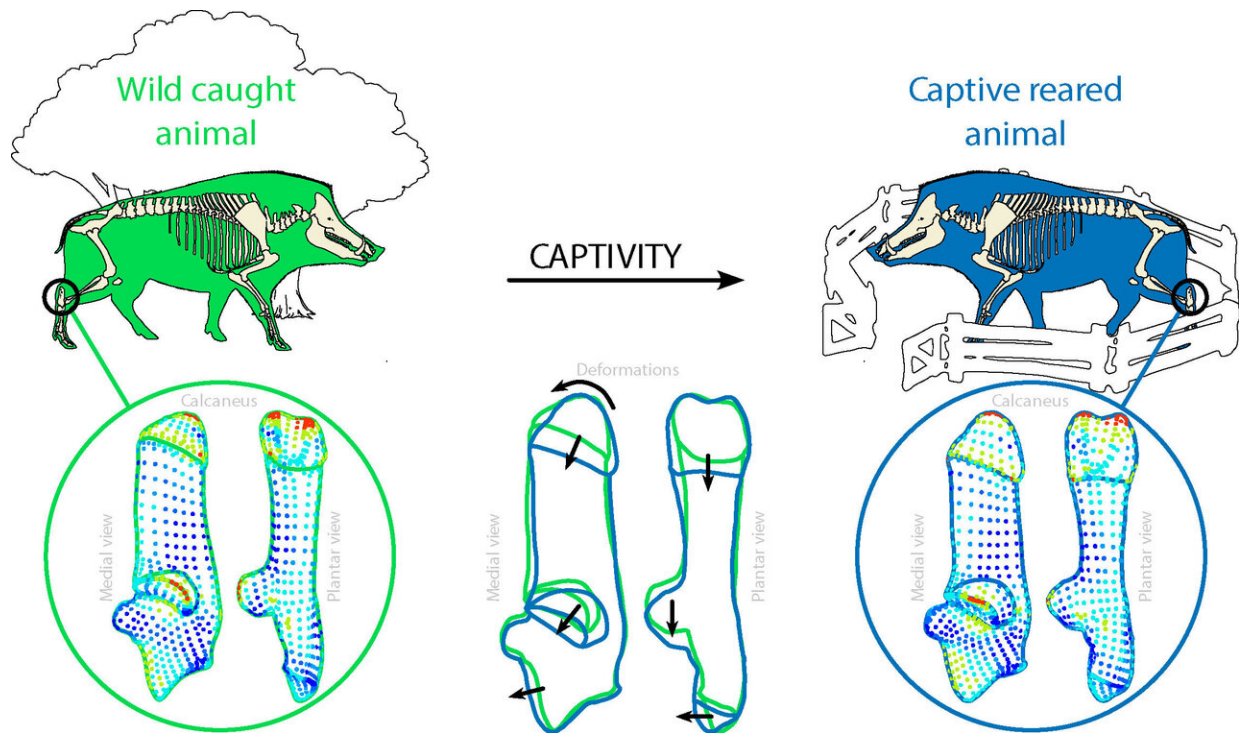 Wild caught
animal
Captive reared
animal
CAPTIVITY
Deformations
Calcaneus
Medial view
Plantar view
Medial view
Plantar view
Calcaneus
Medial view
Plantar view